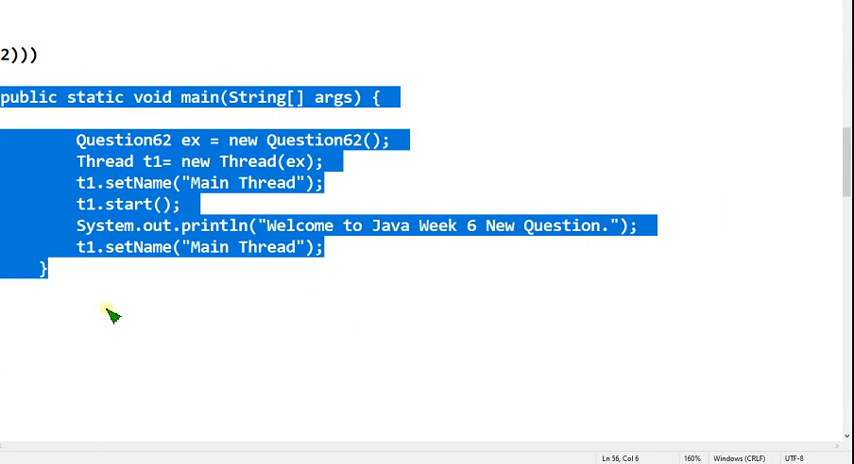 2)))
public static void main(String[] args) {
Question62 ex = new Question62();
Thread t1= new Thread(ex);
t1.setName("Main Thread");
t1.start();
System.out.println("Welcome to Java Week 6 New Question.");
t1.setName("Main Thread");
}
Ln 56, Col 6 160% Windows (CRLF) UTF-8